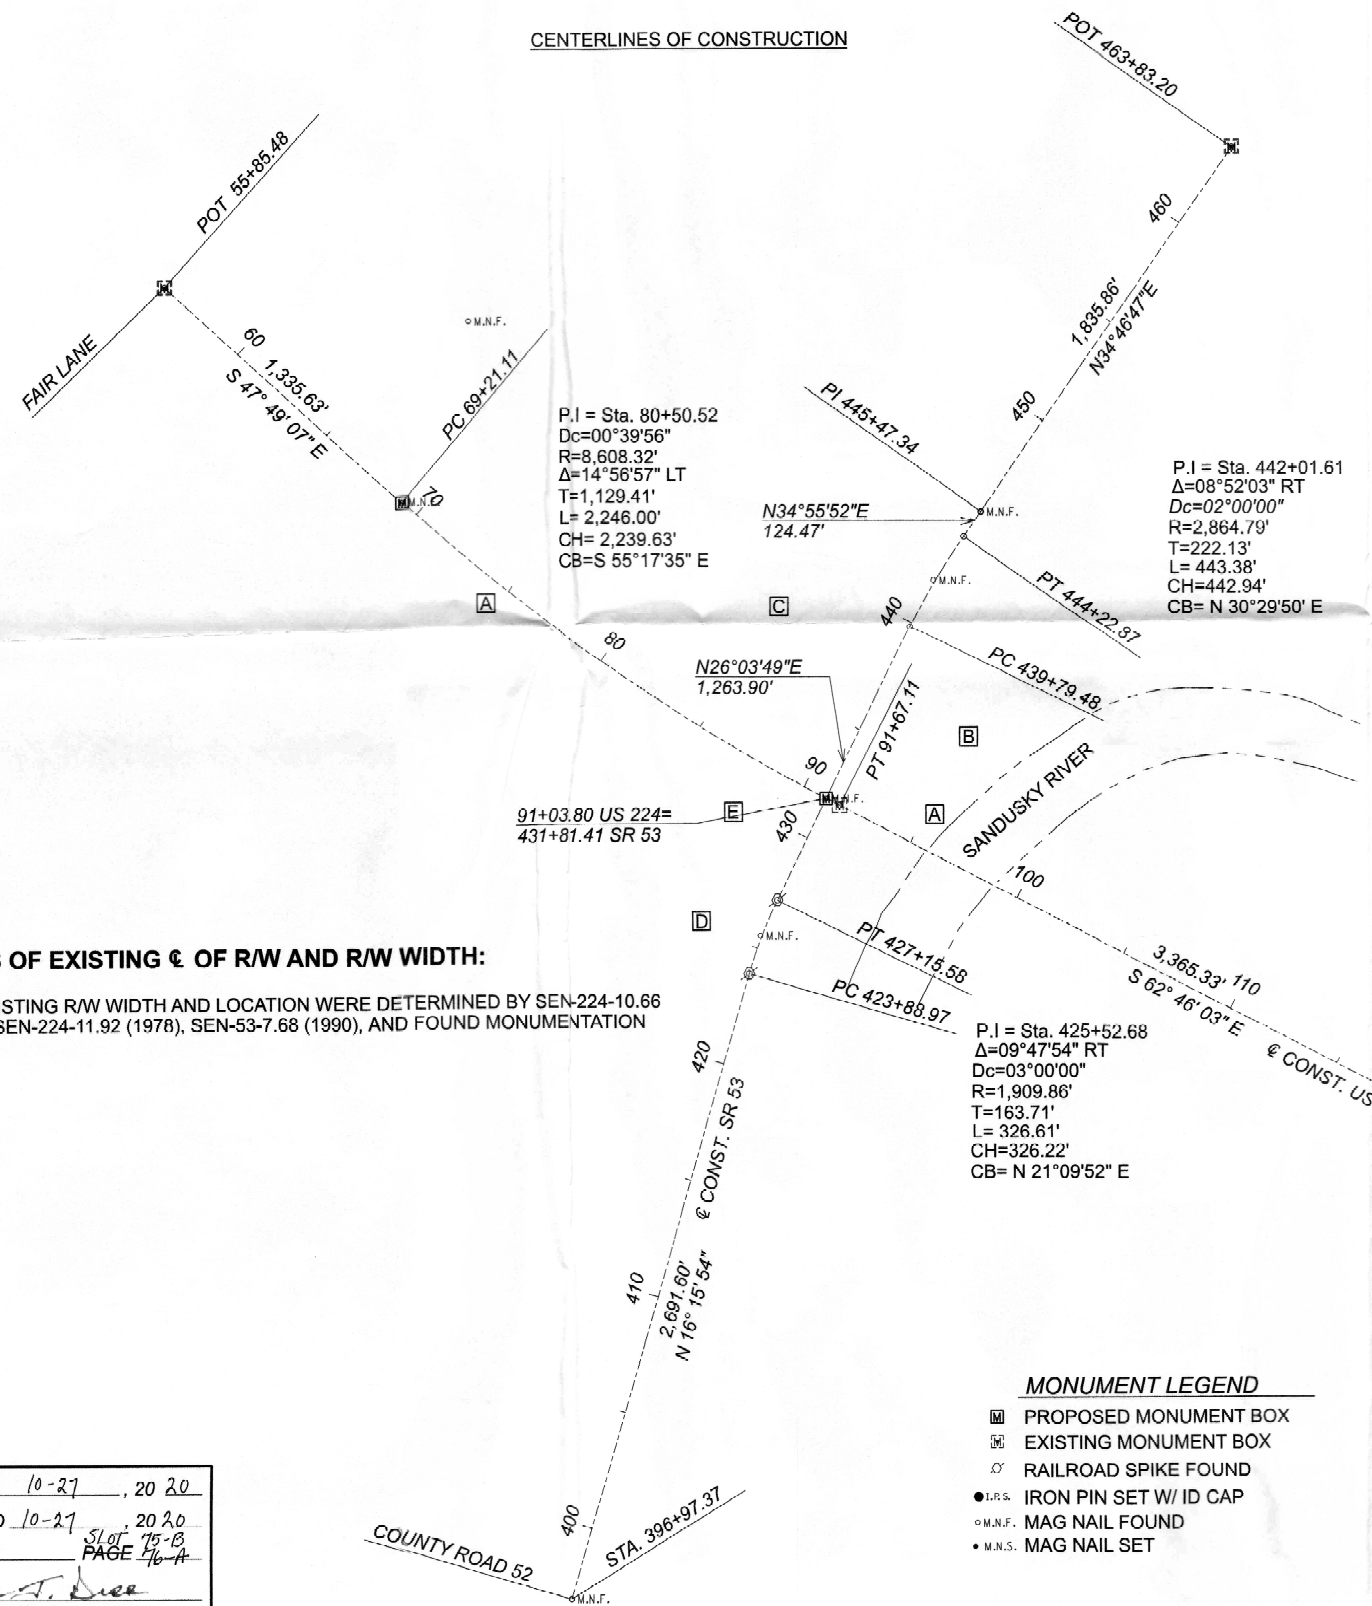 CENTERLINES OF CONSTRUCTION
POT 463+83.20
POT 55+85.48
460
1,835.86'
N34°46'47"E
FAIR LANE
60
1,335.63'
S 47° 49' 07" E
M.N.F.
PC 69+21.11
M.N.F.
70
P.I = Sta. 80+50.52
Dc=00°39'56"
R=8,608.32'
Δ=14°56'57" LT
T=1,129.41'
L= 2,246.00'
CH= 2,239.63'
CB=S 55°17'35" E
PI 445+47.34
450
N34°55'52"E
124.47'
M.N.F.
P.I = Sta. 442+01.61
Δ=08°52'03" RT
Dc=02°00'00"
R=2,864.79'
T=222.13'
L= 443.38'
CH=442.94'
CB= N 30°29'50' E
M.N.F.
PT 444+22.87
A
C
440
80
N26°03'49"E
1,263.90'
PC 439+79.48
PT 91+67.11
B
SANDUSKY RIVER
90
M.N.F.
91+03.80 US 224=
431+81.41 SR 53
E
A
430
100
D
M.N.F.
PT 427+15.58
PC 423+88.97
3,365.33'
110
S 62° 46' 03" E
℄ CONST. US
S OF EXISTING ℄ OF R/W AND R/W WIDTH:
ISTING R/W WIDTH AND LOCATION WERE DETERMINED BY SEN-224-10.66
SEN-224-11.92 (1978), SEN-53-7.68 (1990), AND FOUND MONUMENTATION
P.I = Sta. 425+52.68
Δ=09°47'54" RT
Dc=03°00'00"
R=1,909.86'
T=163.71'
L= 326.61'
CH=326.22'
CB= N 21°09'52" E
420
℄ CONST. SR 53
410
2,691.60'
N 16° 15' 54"
400
STA. 396+97.37
COUNTY ROAD 52
M.N.F.
MONUMENT LEGEND
M PROPOSED MONUMENT BOX
M EXISTING MONUMENT BOX
RAILROAD SPIKE FOUND
I.P.S. IRON PIN SET W/ ID CAP
M.N.F. MAG NAIL FOUND
M.N.S. MAG NAIL SET
10-27, 20 20
D 10-27, 20 20
SLOT 75-B
PAGE 76-A